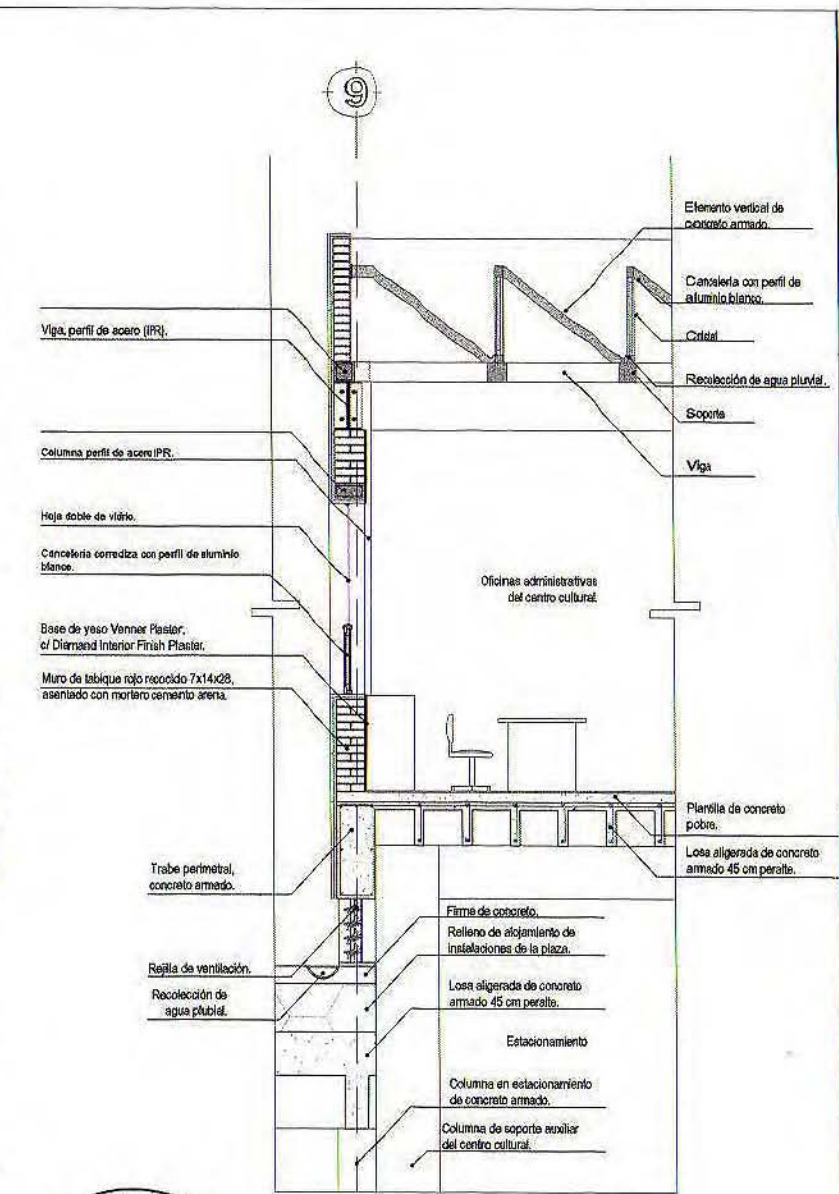 9
Elemento vertical de
concreto armado.
Cancelería con perfil de
aluminio blanco.
Cristal
Recolección de agua pluvial.
Soporte
Viga
Viga, perfil de acero (IPR).
Columna perfil de acero IPR.
Hoja doble de vidrio.
Cancelería corrediza con perfil de aluminio
blanco.
Base de yeso Venner Plaster,
c/ Diamand Interior Finish Plaster.
Muro de tabique rojo recocido 7x14x28,
asentado con mortero cemento arena.
Oficinas administrativas
del centro cultural.
Plantilla de concreto
pobre.
Losa aligerada de concreto
armado 45 cm peralte.
Trabe perimetral,
concreto armado.
Rejilla de ventilación.
Recolección de
agua plubial.
Firme de concreto.
Relleno de alojamiento de
instalaciones de la plaza.
Losa aligerada de concreto
armado 45 cm peralte.
Estacionamiento
Columna en estacionamiento
de concreto armado.
Columna de soporte auxiliar
del centro cultural.